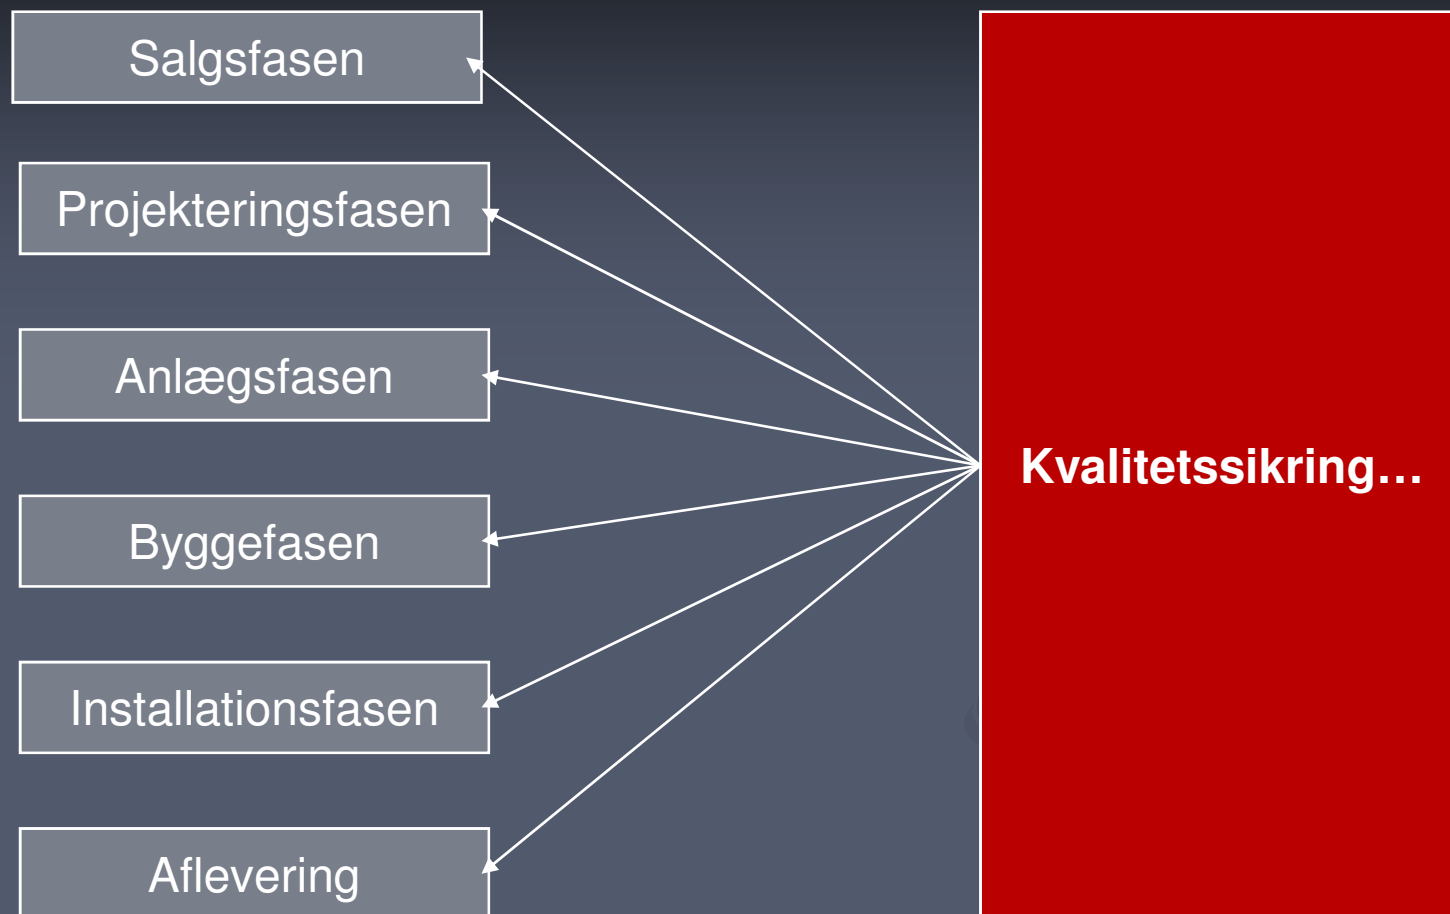 Salgsfasen
Projekteringsfasen
Anlægsfasen
Kvalitetssikring…
Byggefasen
Installationsfasen
Aflevering